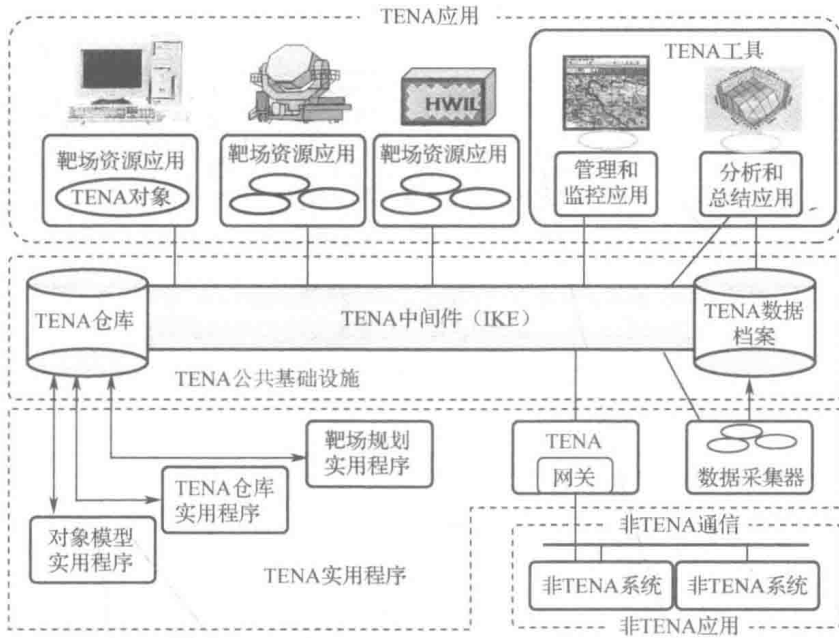 TENA应用
TENA工具
HWIL
靶场资源应用
TENA对象
靶场资源应用
靶场资源应用
管理和
监控应用
分析和
总结应用
TENA仓库
TENA中间件（IKE）
TENA数据
档案
TENA公共基础设施
靶场规划
实用程序
TENA
网关
数据采集器
TENA仓库
实用程序
对象模型
实用程序
TENA实用程序
非TENA通信
非TENA系统
非TENA系统
非TENA应用